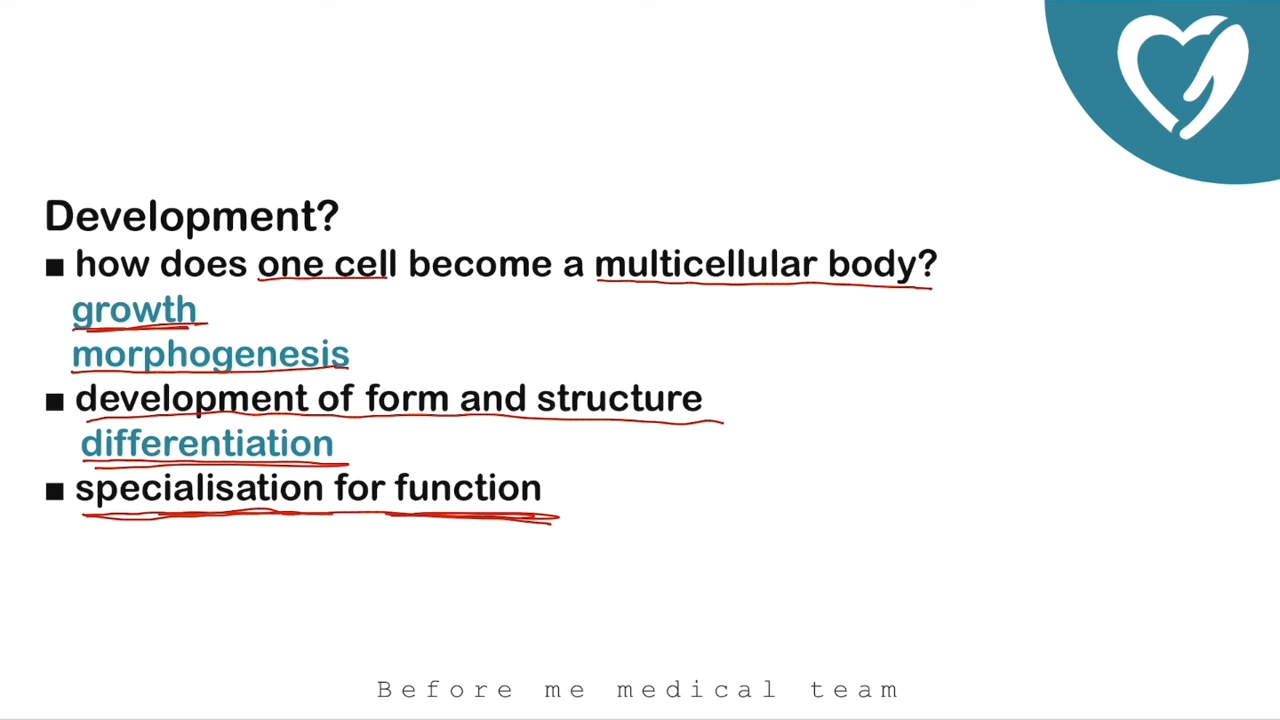 Development?
■ how does one cell become a multicellular body?
growth
morphogenesis
■ development of form and structure
differentiation
■ specialisation for function
Before me medical team